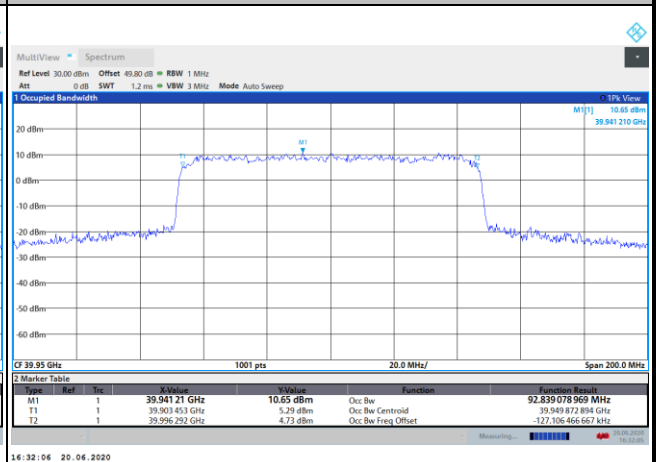 MultiView Spectrum
Ref Level 30.00 dBm Offset 49.80 dB RBW 1 MHz
Att 0 dB SWT 1.2 ms VBW 3 MHz Mode Auto Sweep
1 Occupied Bandwidth 1Pk View
M1[1] 10.65 dBm
39.941 210 GHz
20 dBm
M1
10 dBm
T1 T2
0 dBm
-10 dBm
-20 dBm
-30 dBm
-40 dBm
-50 dBm
-60 dBm
CF 39.95 GHz 1001 pts 20.0 MHz/ Span 200.0 MHz
2 Marker Table
Type Ref Trc X-Value Y-Value Function Function Result
M1 1 39.941 21 GHz 10.65 dBm Occ Bw 92.839 078 969 MHz
T1 1 39.903 453 GHz 5.29 dBm Occ Bw Centroid 39.949 872 894 GHz
T2 1 39.996 292 GHz 4.73 dBm Occ Bw Freq Offset -127.106 466 667 kHz
Measuring... 20.06.2020
16:32:05
16:32:06 20.06.2020